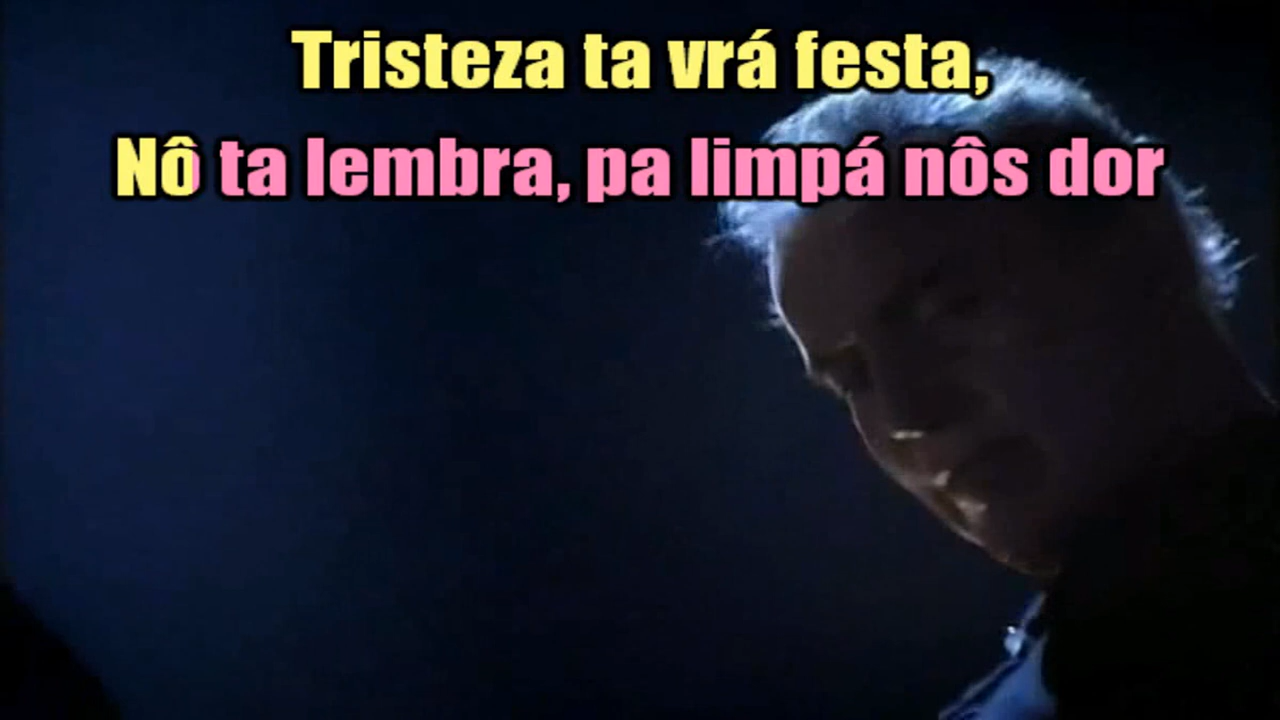 Tristeza ta vrá festa,
Nô ta lembra, pa limpá nôs dor